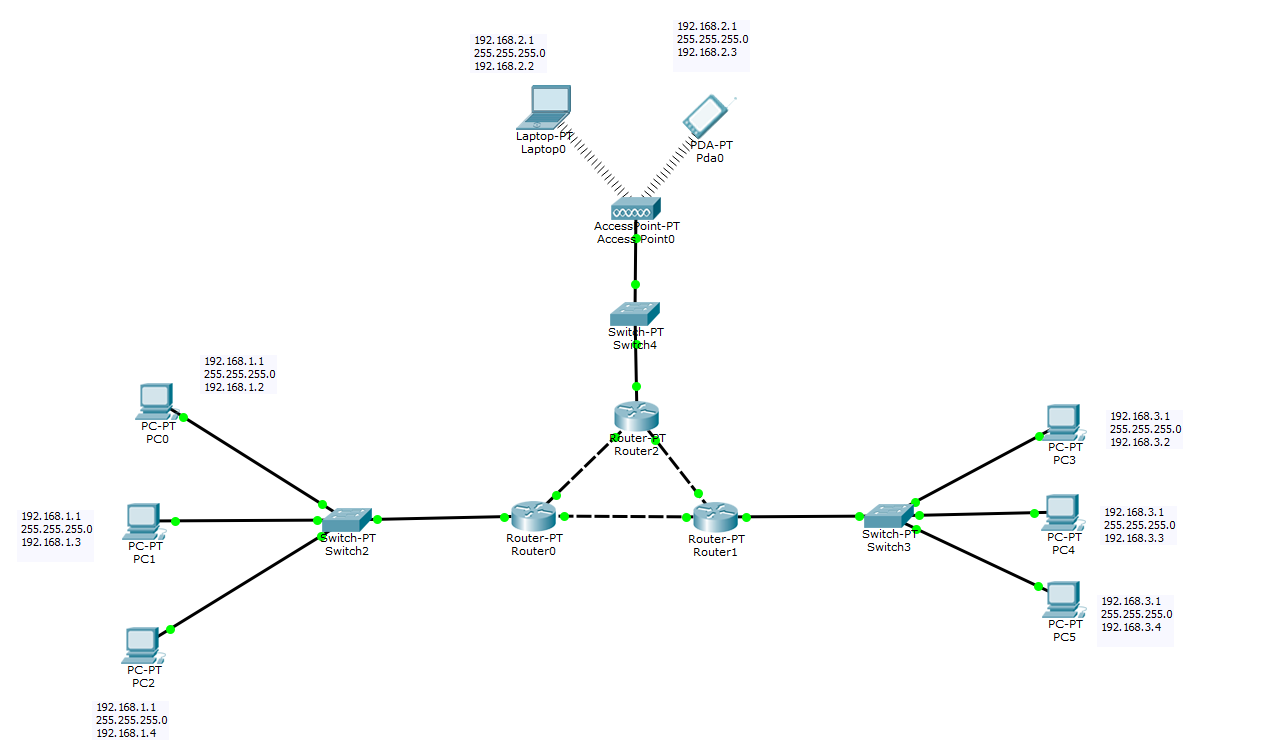 192.168.2.1
255.255.255.0
192.168.2.2
192.168.2.1
255.255.255.0
192.168.2.3
Laptop-PT
Laptop0
PDA-PT
Pda0
AccessPoint-PT
Access Point0
Switch-PT
Switch4
192.168.1.1
255.255.255.0
192.168.1.2
PC-PT
PC0
Router-PT
Router2
PC-PT
PC3
192.168.3.1
255.255.255.0
192.168.3.2
192.168.1.1
255.255.255.0
192.168.1.3
PC-PT
PC1
Switch-PT
Switch2
Router-PT
Router0
Router-PT
Router1
Switch-PT
Switch3
PC-PT
PC4
192.168.3.1
255.255.255.0
192.168.3.3
PC-PT
PC5
192.168.3.1
255.255.255.0
192.168.3.4
PC-PT
PC2
192.168.1.1
255.255.255.0
192.168.1.4